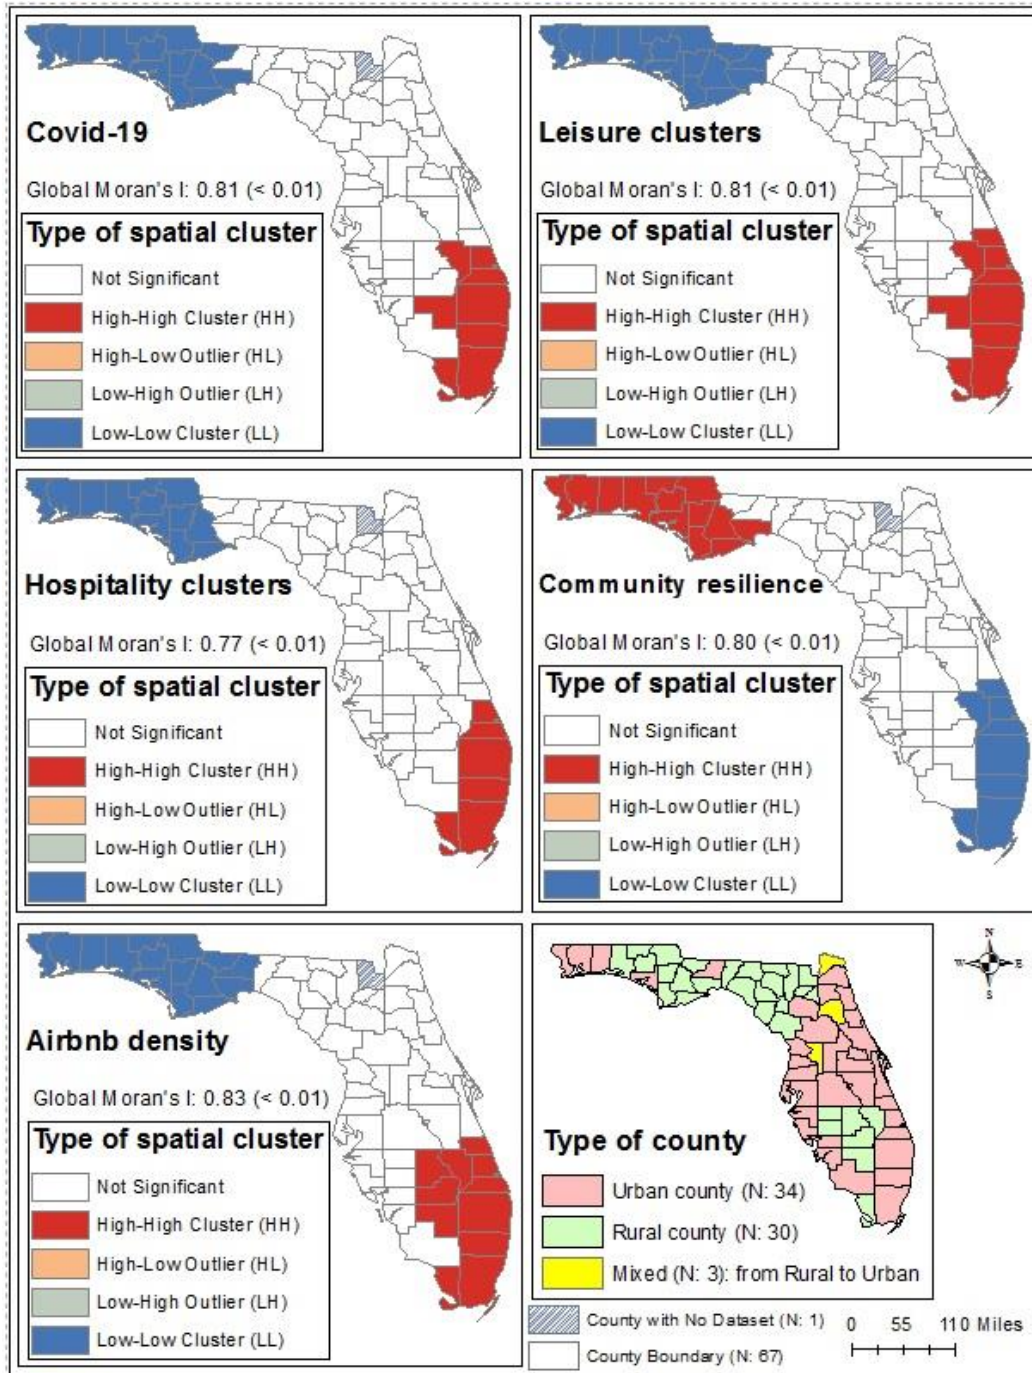 Covid-19
Global Moran's I: 0.81 (< 0.01)
Type of spatial cluster
Not Significant
High-High Cluster (HH)
High-Low Outlier (HL)
Low-High Outlier (LH)
Low-Low Cluster (LL)
Leisure clusters
Global Moran's I: 0.81 (< 0.01)
Type of spatial cluster
Not Significant
High-High Cluster (HH)
High-Low Outlier (HL)
Low-High Outlier (LH)
Low-Low Cluster (LL)
Hospitality clusters
Global Moran's I: 0.77 (< 0.01)
Type of spatial cluster
Not Significant
High-High Cluster (HH)
High-Low Outlier (HL)
Low-High Outlier (LH)
Low-Low Cluster (LL)
Community resilience
Global Moran's I: 0.80 (< 0.01)
Type of spatial cluster
Not Significant
High-High Cluster (HH)
High-Low Outlier (HL)
Low-High Outlier (LH)
Low-Low Cluster (LL)
Airbnb density
Global Moran's I: 0.83 (< 0.01)
Type of spatial cluster
Not Significant
High-High Cluster (HH)
High-Low Outlier (HL)
Low-High Outlier (LH)
Low-Low Cluster (LL)
N
W E
S
Type of county
Urban county (N: 34)
Rural county (N: 30)
Mixed (N: 3): from Rural to Urban
County with No Dataset (N: 1)
County Boundary (N: 67)
0 55 110 Miles